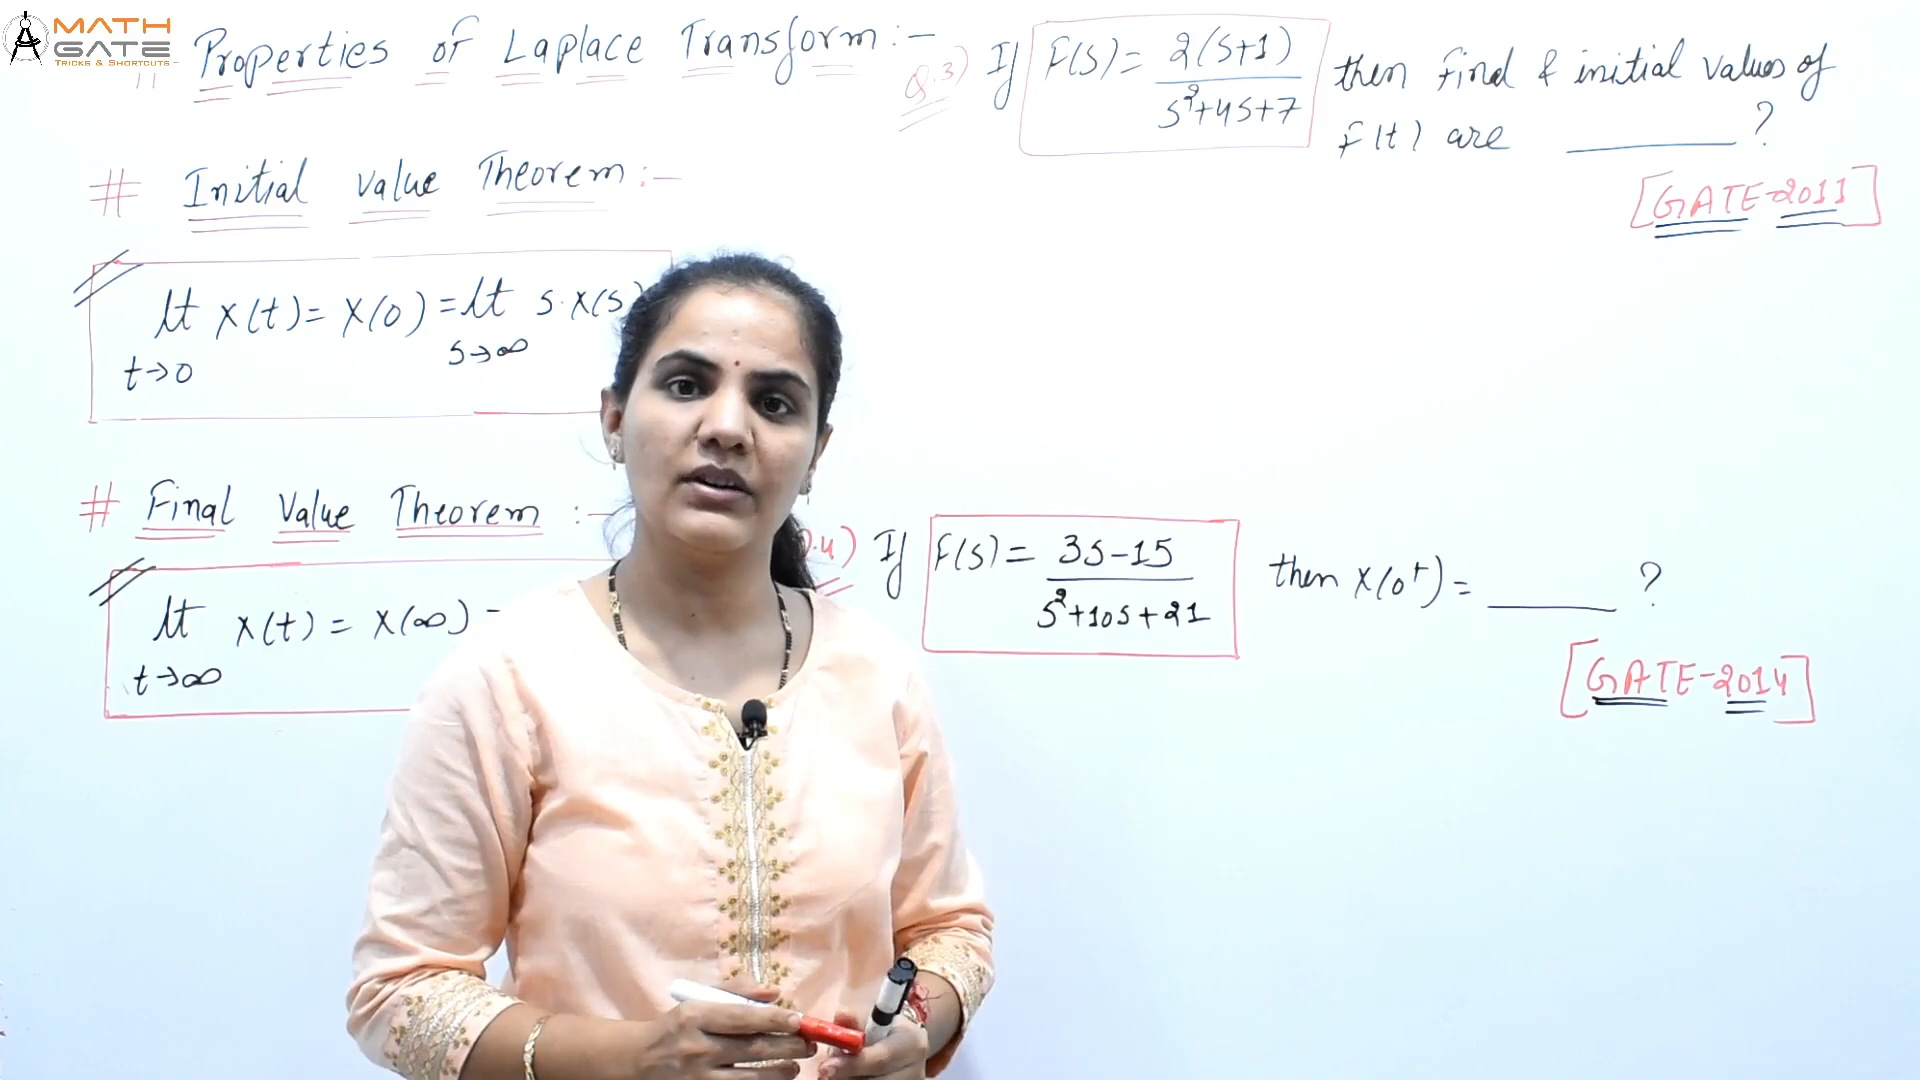 MATH
GATE
TRICKS & SHORTCUTS
Properties of Laplace Transform :-
# Initial value Theorem :-
lt x(t) = x(0) = lt s. x(s)
t→0 s→∞
# Final Value Theorem :-
lt x(t) = x(∞) =
t→∞
Q.3) If F(s) = 2(s+1) / s²+4s+7 then find & initial values of
f(t) are ______ ?
[GATE-2011]
.4) If F(s) = 3s-15 / s²+10s+21 then x(0⁺) = ______ ?
[GATE-2014]